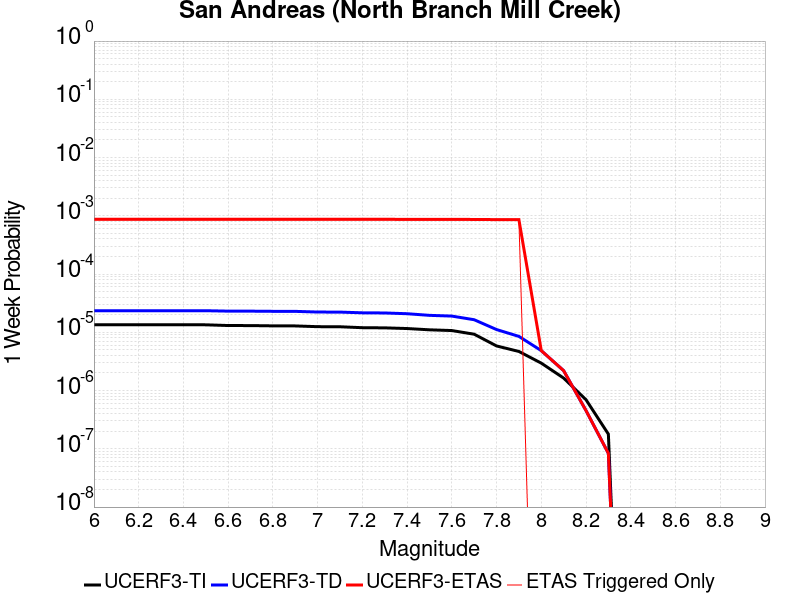 San Andreas (North Branch Mill Creek)
10 0
10 -1
10 -2
10 -3
10 -4
10 -5
10 -6
10 -7
10 -8
1 Week Probability
6 6.2 6.4 6.6 6.8 7 7.2 7.4 7.6 7.8 8 8.2 8.4 8.6 8.8 9
Magnitude
UCERF3-TI UCERF3-TD UCERF3-ETAS ETAS Triggered Only